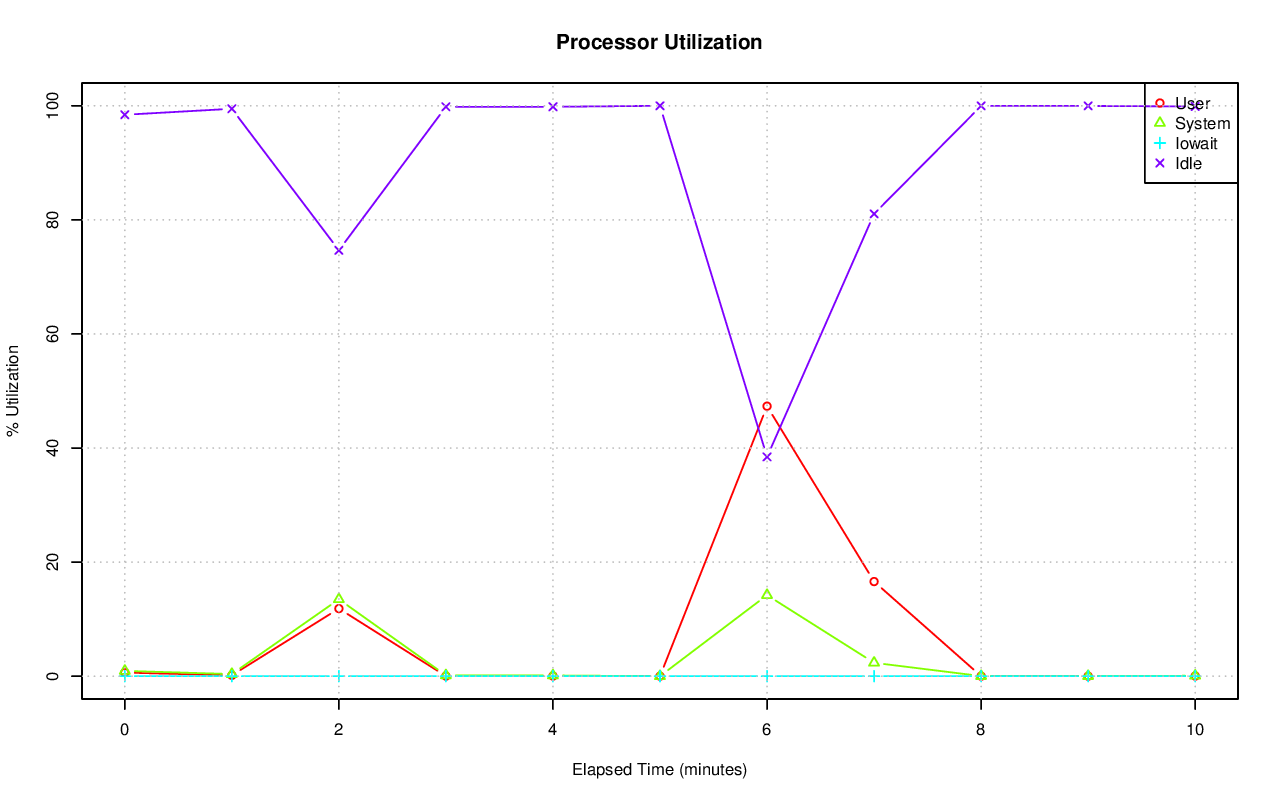 Processor Utilization
% Utilization
100
80
60
40
20
0
User
System
Iowait
Idle
0 2 4 6 8 10
Elapsed Time (minutes)